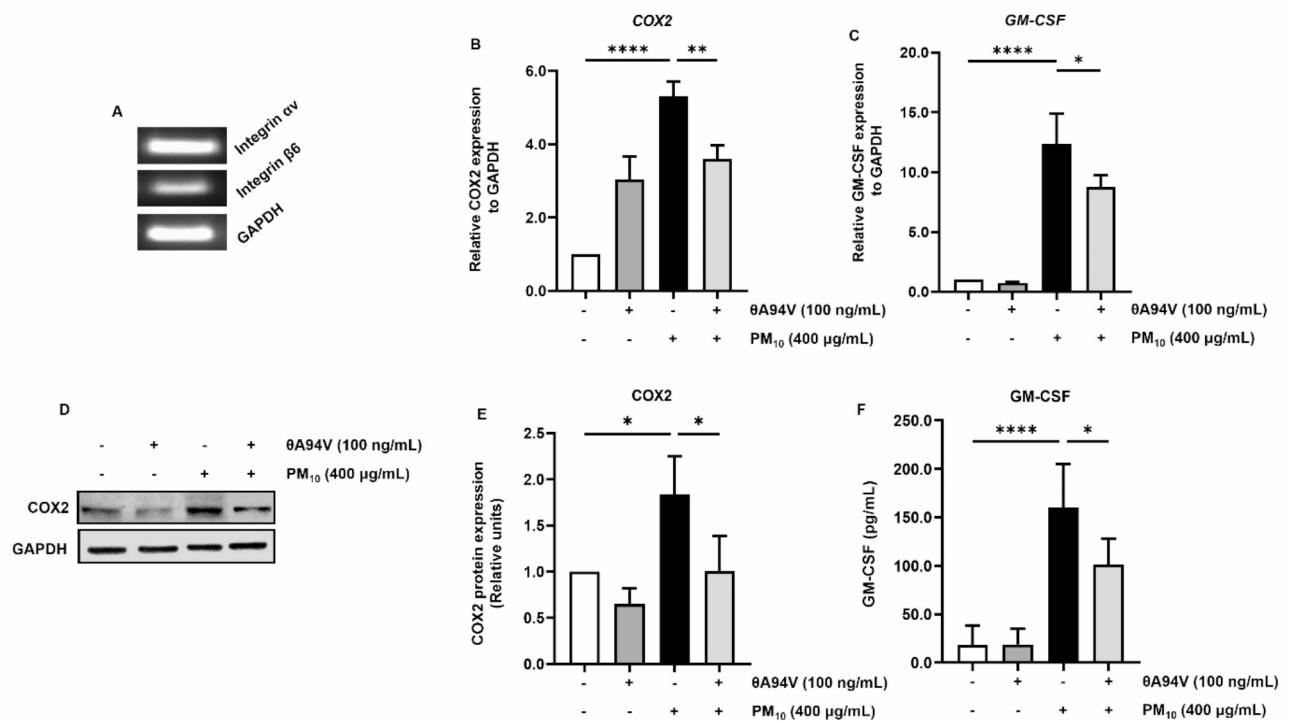 A
Integrin αv
Integrin β6
GAPDH
B
COX2
**** **
Relative COX2 expression
to GAPDH
6.0
4.0
2.0
0.0
- + - + θA94V (100 ng/mL)
- - + + PM₁₀ (400 µg/mL)
C
GM-CSF
**** *
Relative GM-CSF expression
to GAPDH
20.0
15.0
10.0
5.0
0.0
- + - + θA94V (100 ng/mL)
- - + + PM₁₀ (400 µg/mL)
D
- + - + θA94V (100 ng/mL)
- - + + PM₁₀ (400 µg/mL)
COX2
GAPDH
E
COX2
* *
COX2 protein expression
(Relative units)
2.5
2.0
1.5
1.0
0.5
0.0
- + - + θA94V (100 ng/mL)
- - + + PM₁₀ (400 µg/mL)
F
GM-CSF
**** *
GM-CSF (pg/mL)
250.0
200.0
150.0
100.0
50.0
0.0
- + - + θA94V (100 ng/mL)
- - + + PM₁₀ (400 µg/mL)